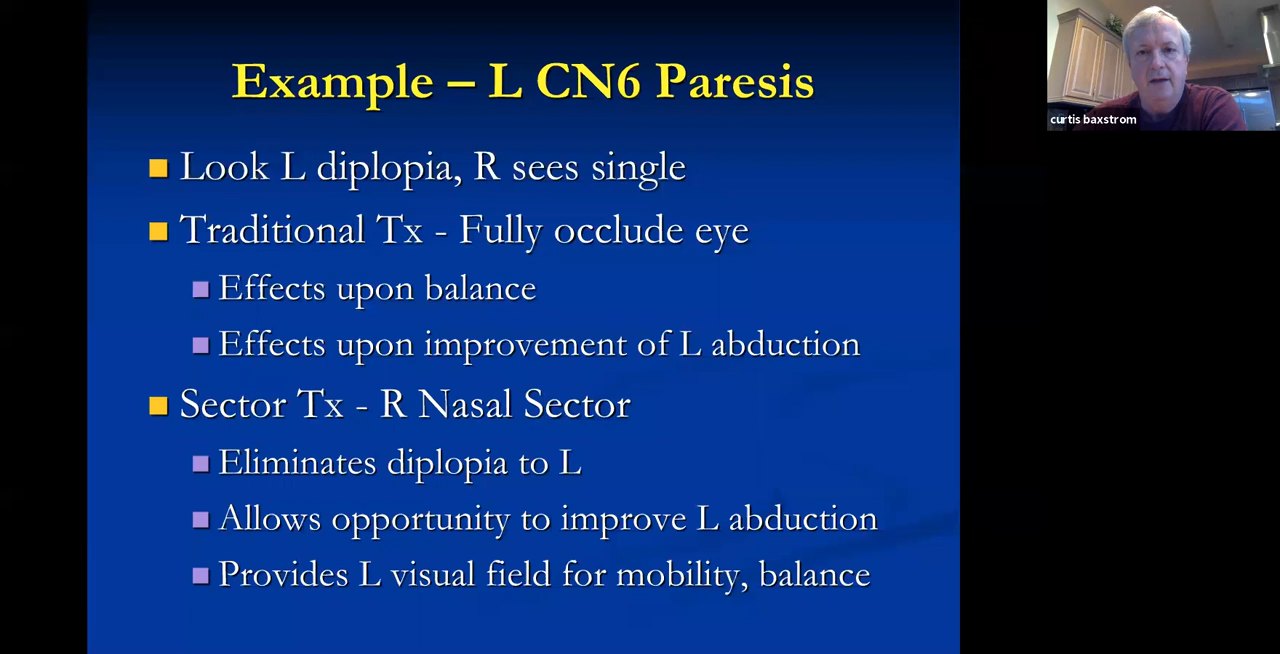 Example – L CN6 Paresis
curtis baxstrom
Look L diplopia, R sees single
Traditional Tx - Fully occlude eye
Effects upon balance
Effects upon improvement of L abduction
Sector Tx - R Nasal Sector
Eliminates diplopia to L
Allows opportunity to improve L abduction
Provides L visual field for mobility, balance